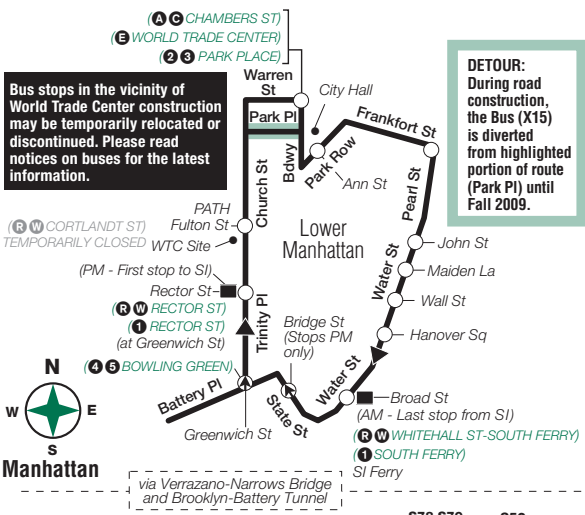 (A C CHAMBERS ST)
(E WORLD TRADE CENTER)
(2 3 PARK PLACE)
Warren
St
City Hall
Park Pl
Frankfort St
Bdwy
Park Row
Ann St
DETOUR:
During road
construction,
the Bus (X15)
is diverted
from highlighted
portion of route
(Park Pl) until
Fall 2009.
Bus stops in the vicinity of
World Trade Center construction
may be temporarily relocated or
discontinued. Please read
notices on buses for the latest
information.
Church St
Pearl St
PATH
Fulton St
(R W CORTLANDT ST)
TEMPORARILY CLOSED
WTC Site
Lower
Manhattan
John St
Maiden La
Water St
Wall St
Hanover Sq
(PM - First stop to SI)
Rector St
(R W RECTOR ST)
(1 RECTOR ST)
(at Greenwich St)
Trinity Pl
Bridge St
(Stops PM
only)
(4 5 BOWLING GREEN)
Battery Pl
State St
Water St
Greenwich St
Broad St
(AM - Last stop from SI)
(R W WHITEHALL ST-SOUTH FERRY)
(1 SOUTH FERRY)
SI Ferry
N
W
E
S
Manhattan
via Verrazano-Narrows Bridge
and Brooklyn-Battery Tunnel